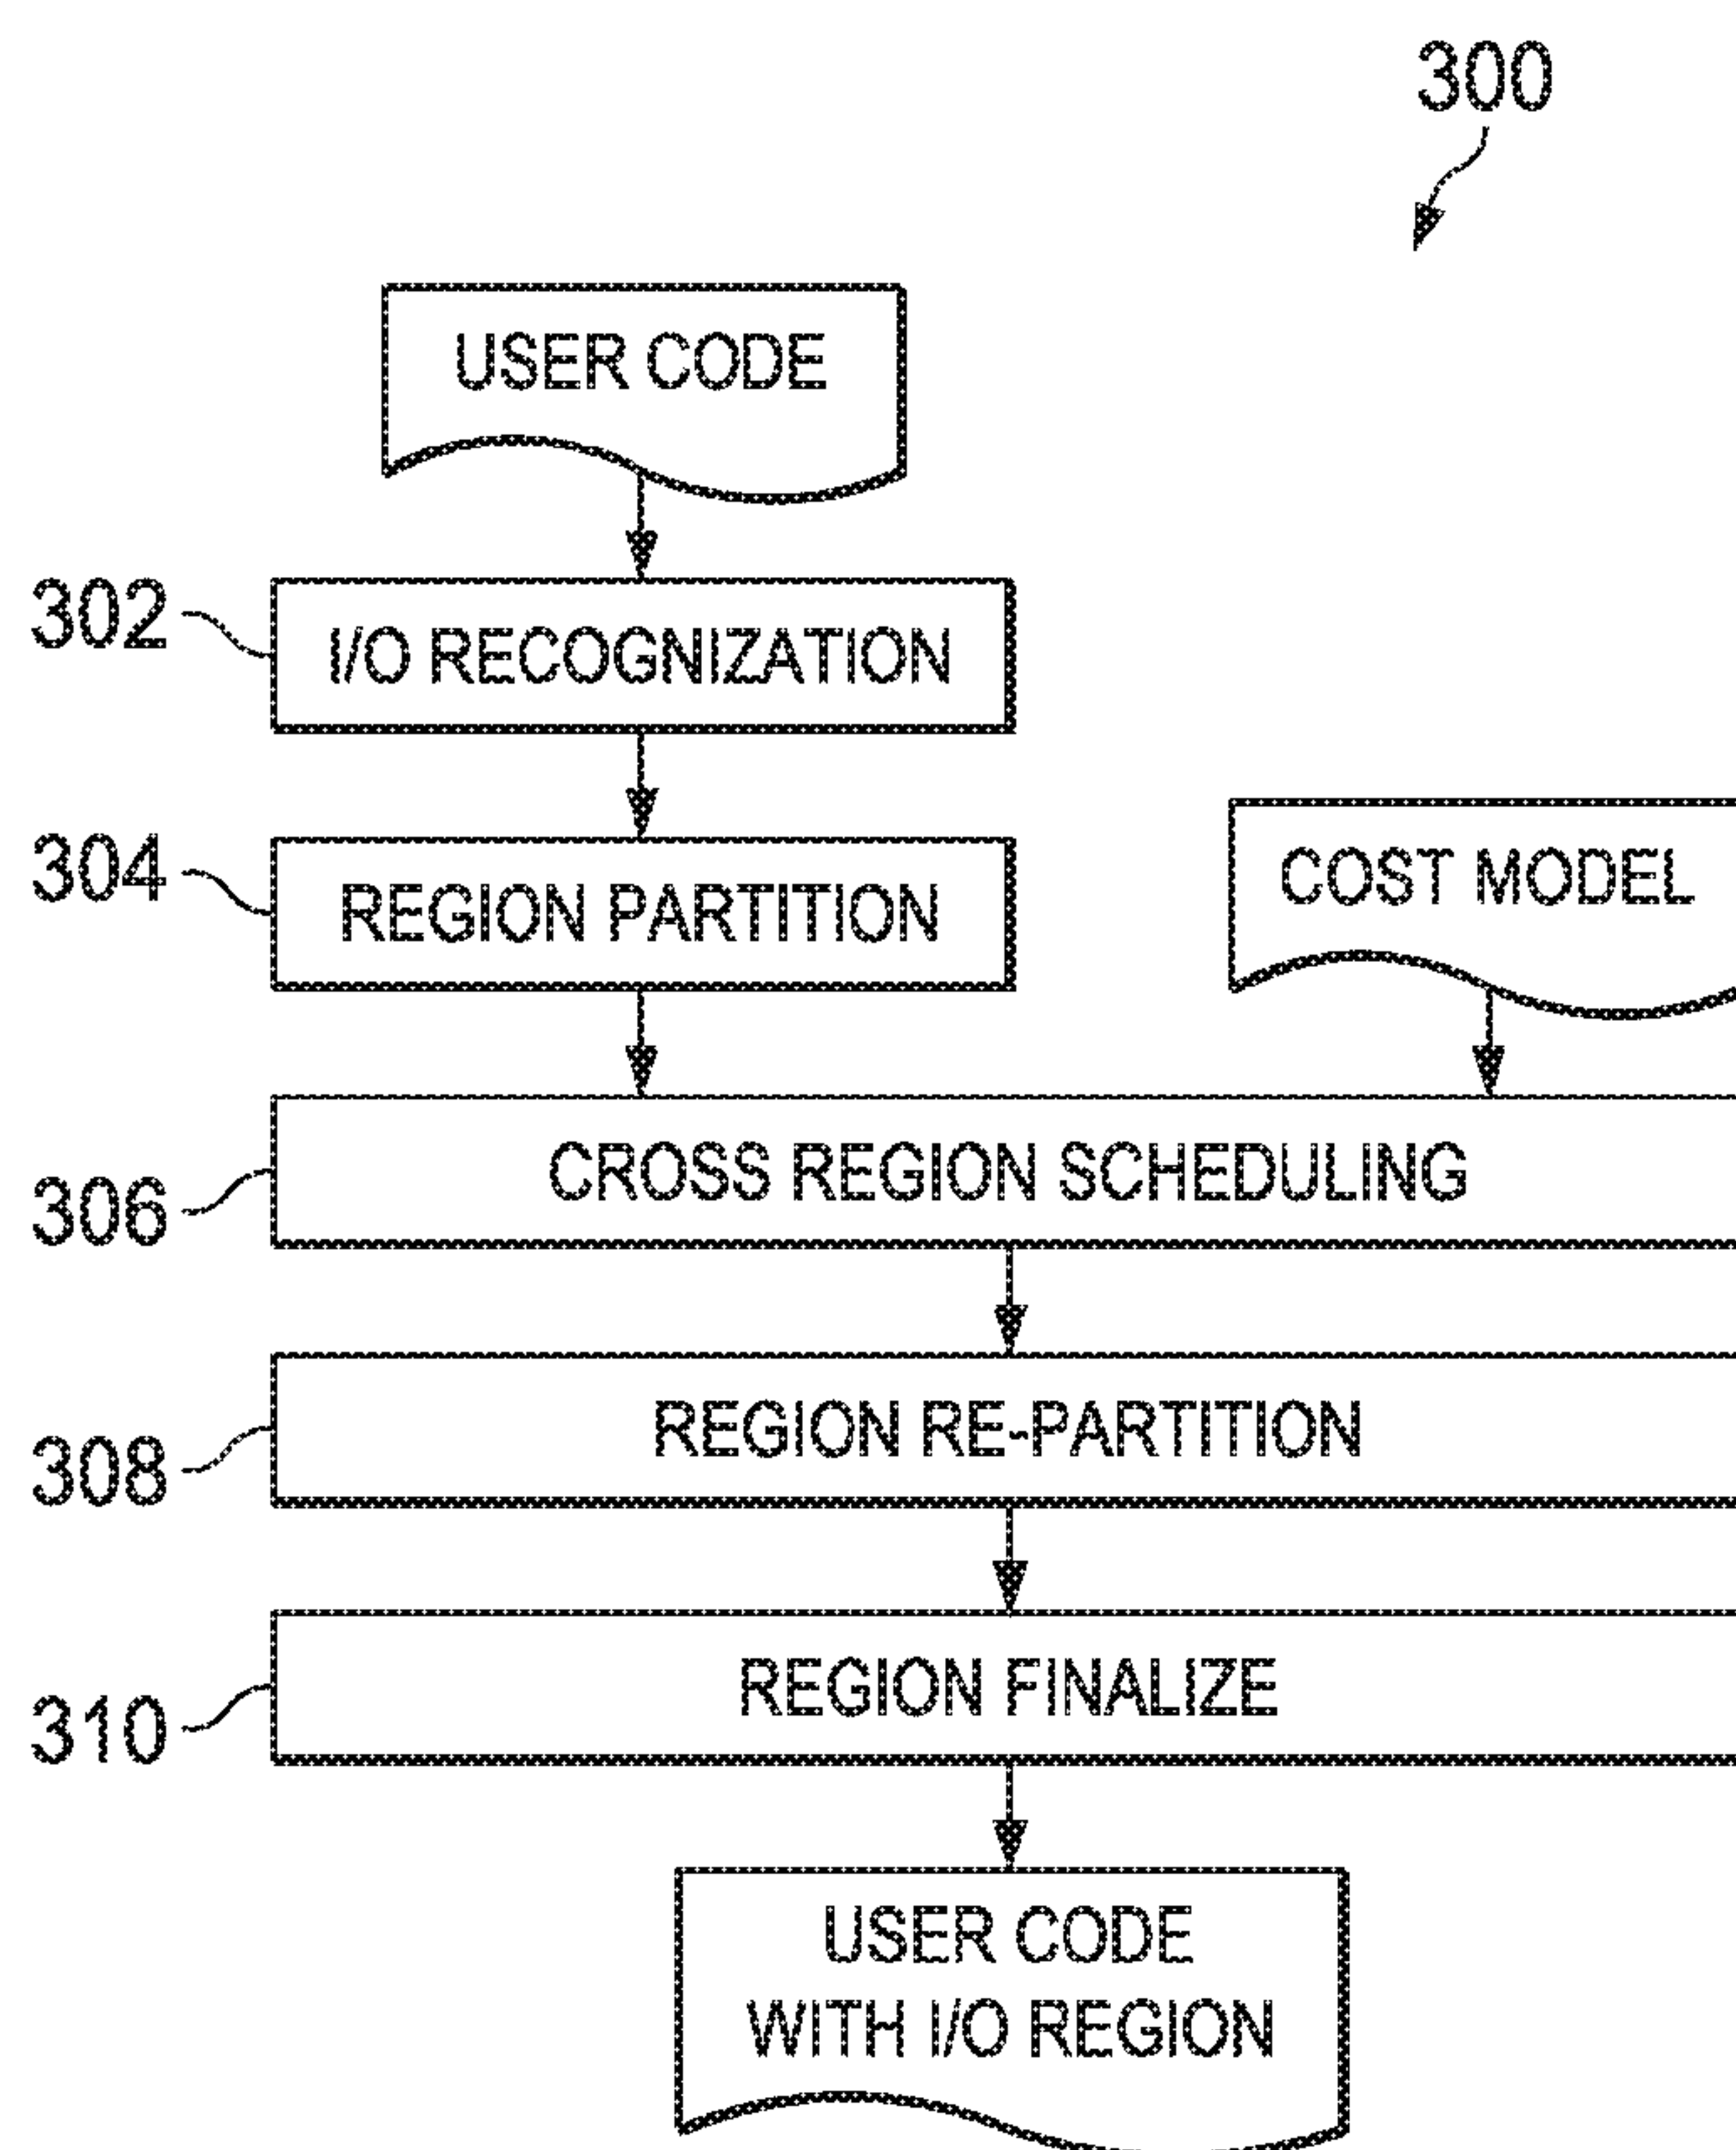 300
USER CODE
302
I/O RECOGNIZATION
304
REGION PARTITION
COST MODEL
306
CROSS REGION SCHEDULING
308
REGION RE-PARTITION
310
REGION FINALIZE
USER CODE
WITH I/O REGION